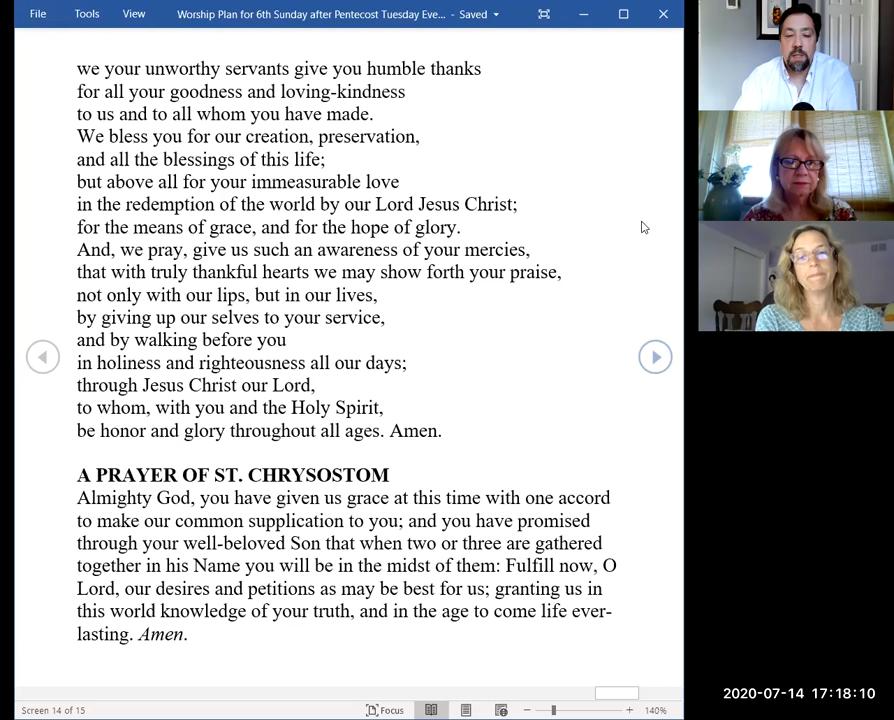 File Tools View Worship Plan for 6th Sunday after Pentecost Tuesday Eve... - Saved
we your unworthy servants give you humble thanks
for all your goodness and loving-kindness
to us and to all whom you have made.
We bless you for our creation, preservation,
and all the blessings of this life;
but above all for your immeasurable love
in the redemption of the world by our Lord Jesus Christ;
for the means of grace, and for the hope of glory.
And, we pray, give us such an awareness of your mercies,
that with truly thankful hearts we may show forth your praise,
not only with our lips, but in our lives,
by giving up our selves to your service,
and by walking before you
in holiness and righteousness all our days;
through Jesus Christ our Lord,
to whom, with you and the Holy Spirit,
be honor and glory throughout all ages. Amen.
A PRAYER OF ST. CHRYSOSTOM
Almighty God, you have given us grace at this time with one accord
to make our common supplication to you; and you have promised
through your well-beloved Son that when two or three are gathered
together in his Name you will be in the midst of them: Fulfill now, O
Lord, our desires and petitions as may be best for us; granting us in
this world knowledge of your truth, and in the age to come life ever-
lasting. Amen.
Screen 14 of 15 Focus 140%
2020-07-14 17:18:10